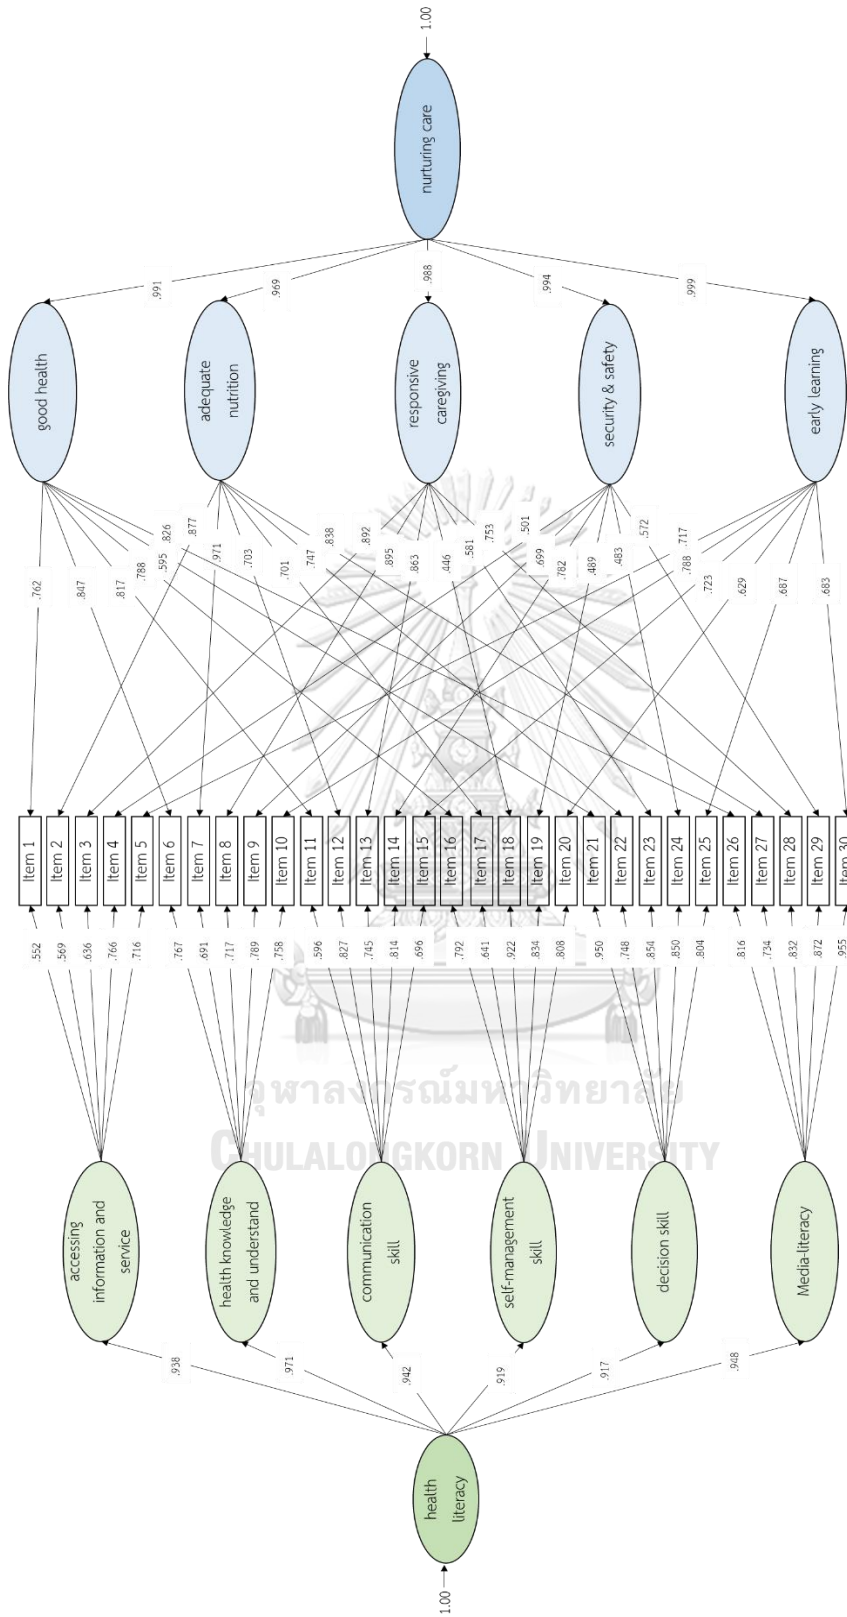 1.00
nurturing care
.991
.969
.988
.994
.999
good health
adequate
nutrition
responsive
caregiving
security & safety
early learning
.762
.847
.817
.788
.595
.826
.877
.971
.703
.701
.747
.838
.892
.895
.863
.446
.581
.753
.501
.699
.782
.489
.483
.572
.717
.788
.723
.629
.687
.683
Item 1
Item 2
Item 3
Item 4
Item 5
Item 6
Item 7
Item 8
Item 9
Item 10
Item 11
Item 12
Item 13
Item 14
Item 15
Item 16
Item 17
Item 18
Item 19
Item 20
Item 21
Item 22
Item 23
Item 24
Item 25
Item 26
Item 27
Item 28
Item 29
Item 30
.552
.569
.636
.766
.716
.767
.691
.717
.789
.758
.596
.827
.745
.814
.696
.792
.641
.922
.834
.808
.950
.748
.854
.850
.804
.816
.734
.832
.872
.955
จุฬาลงกรณ์มหาวิทยาลัย
CHULALONGKORN UNIVERSITY
accessing
information and
service
health knowledge
and understand
communication
skill
self-management
skill
decision skill
Media-literacy
.938
.971
.942
.919
.917
.948
health
literacy
1.00